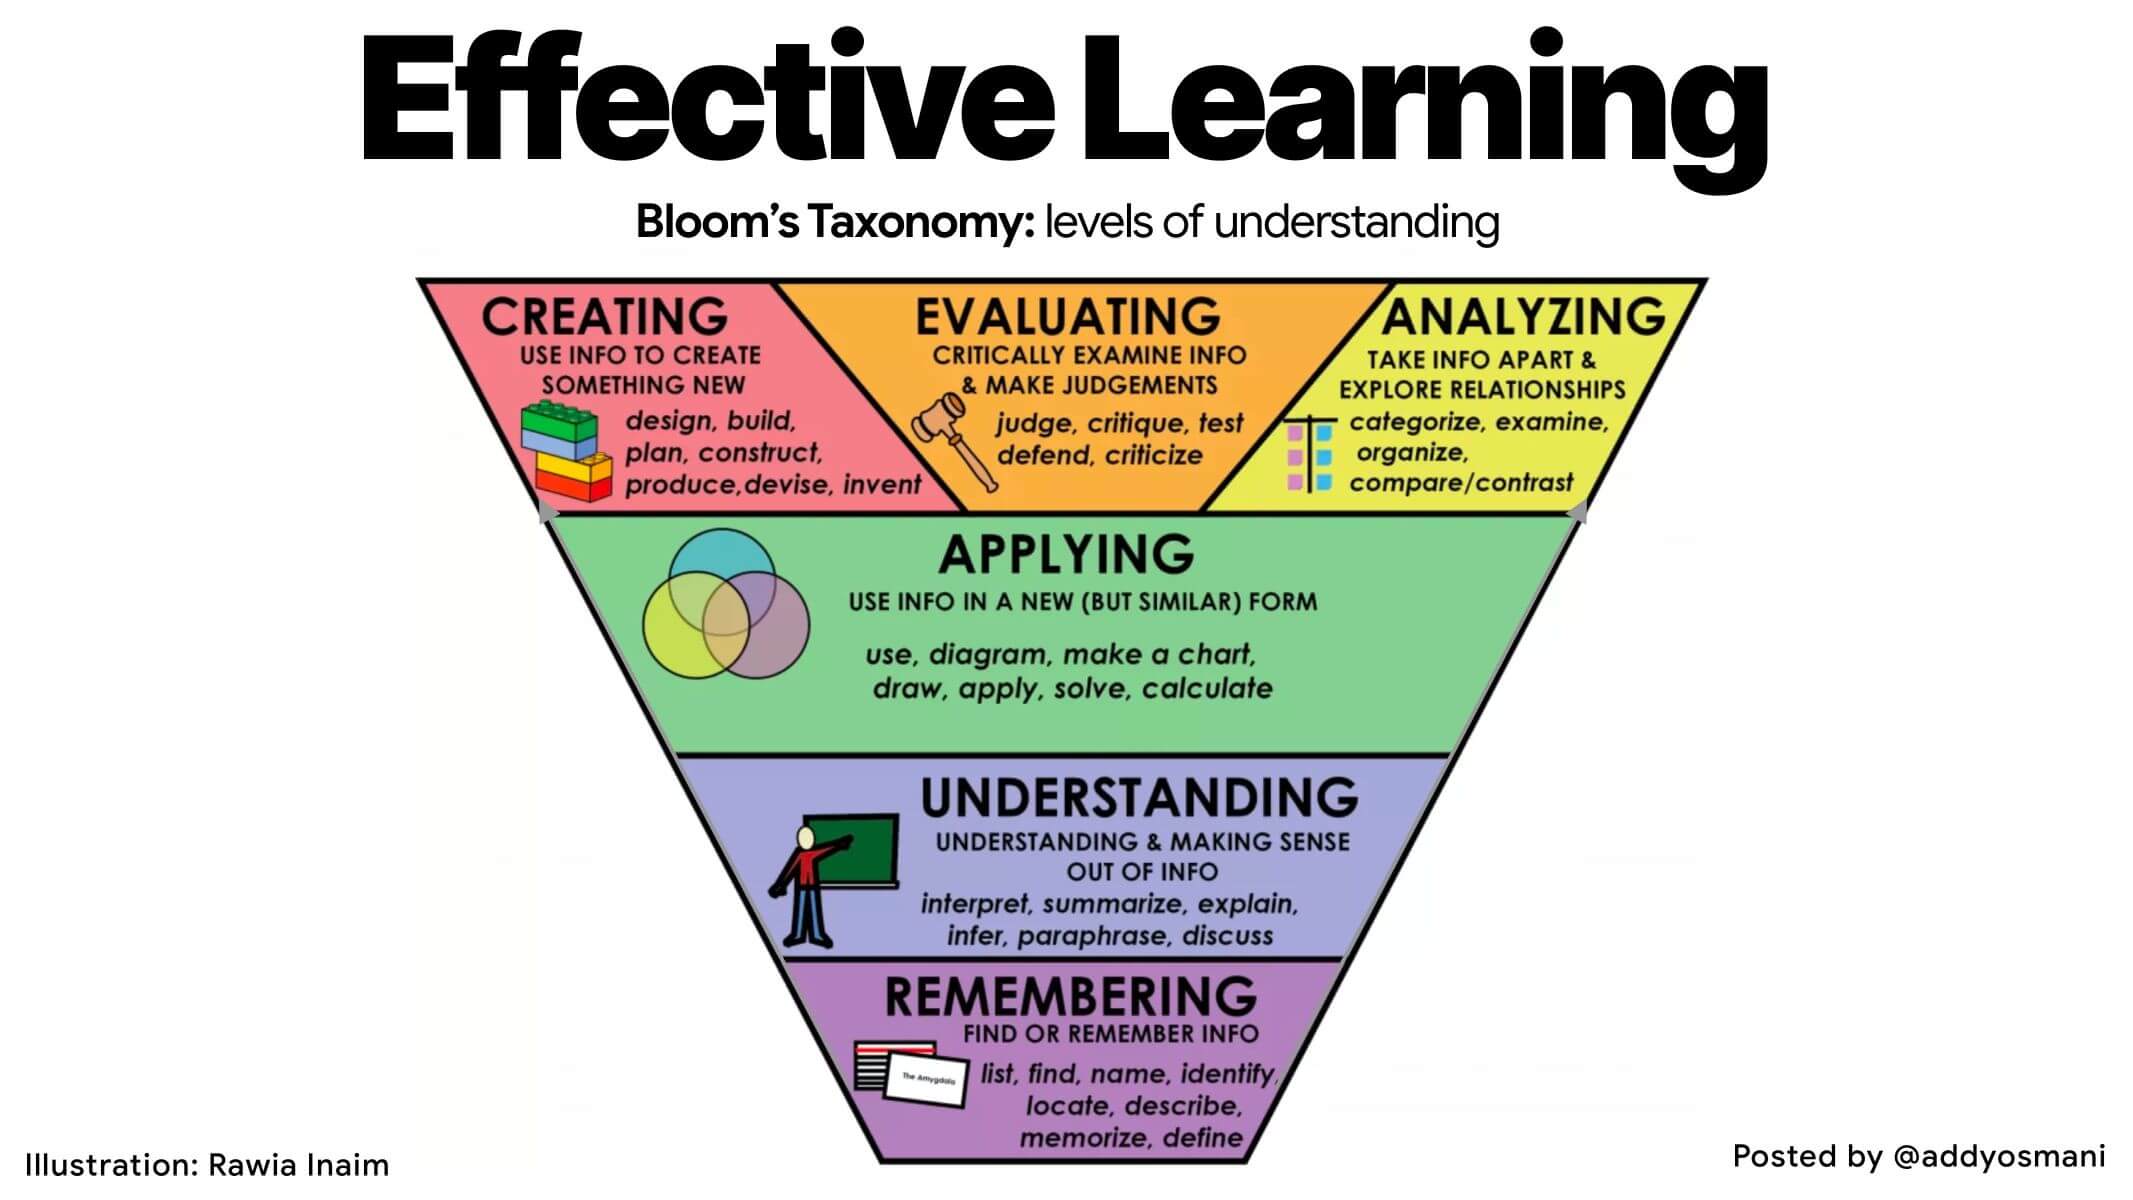 Effective Learning
Bloom's Taxonomy: levels of understanding
CREATING
USE INFO TO CREATE
SOMETHING NEW
design, build,
plan, construct,
produce,devise, invent
EVALUATING
CRITICALLY EXAMINE INFO
& MAKE JUDGEMENTS
judge, critique, test
defend, criticize
ANALYZING
TAKE INFO APART &
EXPLORE RELATIONSHIPS
categorize, examine,
organize,
compare/contrast
APPLYING
USE INFO IN A NEW (BUT SIMILAR) FORM
use, diagram, make a chart,
draw, apply, solve, calculate
UNDERSTANDING
UNDERSTANDING & MAKING SENSE
OUT OF INFO
interpret, summarize, explain,
infer, paraphrase, discuss
REMEMBERING
FIND OR REMEMBER INFO
The Amygdala
list, find, name, identify,
locate, describe,
memorize, define
Illustration: Rawia Inaim
Posted by @addyosmani